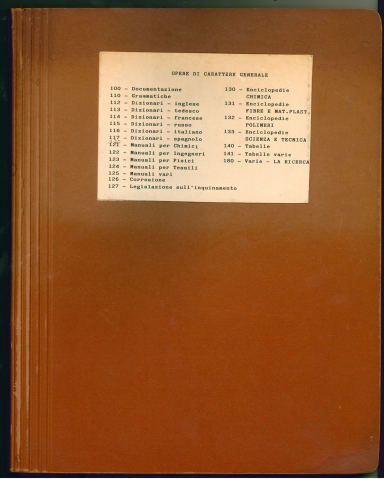 OPERE DI CARATTERE GENERALE
100 - Documentazione
110 - Grammatiche
112 - Dizionari - inglese
113 - Dizionari - tedesco
114 - Dizionari - francese
115 - Dizionari - russo
116 - Dizionari - italiano
117 - Dizionari - spagnolo
121 - Manuali per Chimici
122 - Manuali per Ingegneri
123 - Manuali per Fisici
124 - Manuali per Tessili
125 - Manuali vari
126 - Corrosione
127 - Legislazione sull'inquinamento
130 - Enciclopedie
CHIMICA
131 - Enciclopedie
FIBRE E MAT.PLAST.
132 - Enciclopedie
POLIMERI
133 - Enciclopedie
SCIENZA E TECNICA
140 - Tabelle
141 - Tabelle varie
180 - Varia - LA RICERCA